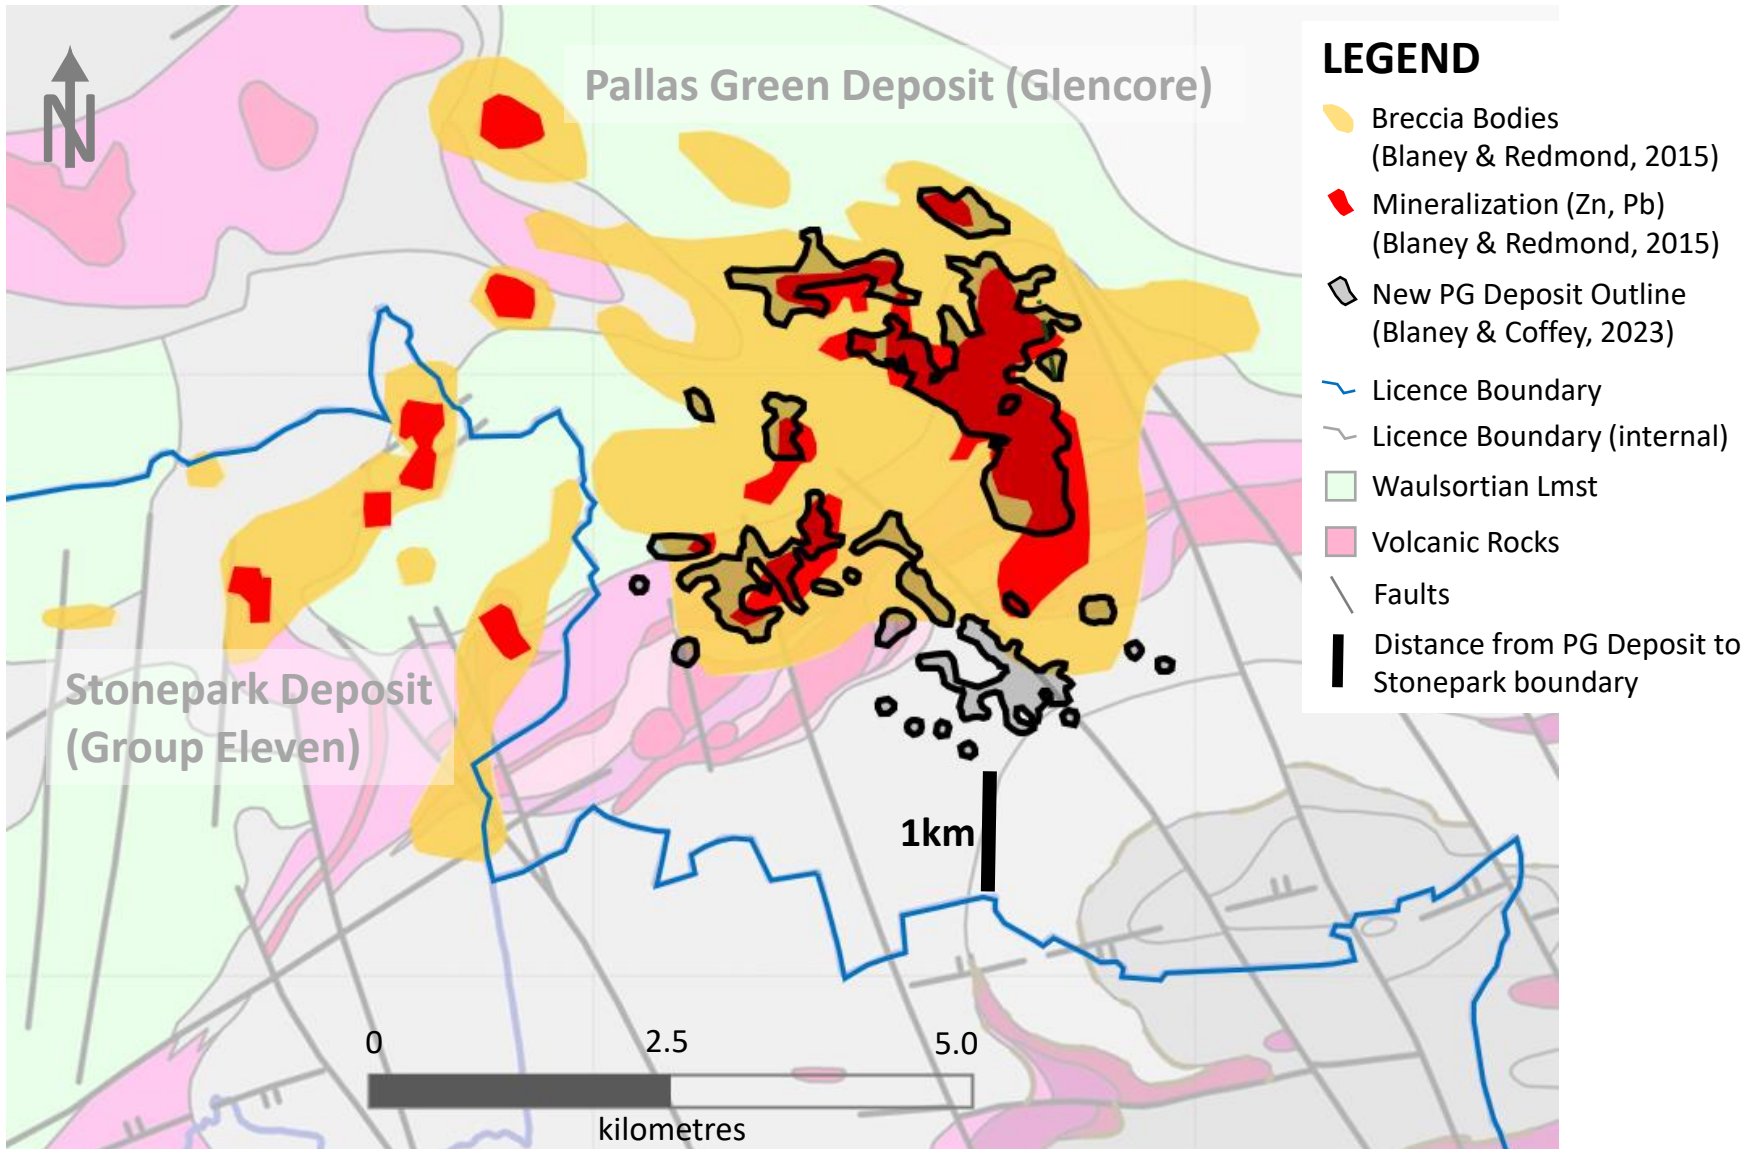 N
Pallas Green Deposit (Glencore)
Stonepark Deposit
(Group Eleven)
1km
0
2.5
5.0
kilometres
LEGEND
Breccia Bodies
(Blaney & Redmond, 2015)
Mineralization (Zn, Pb)
(Blaney & Redmond, 2015)
New PG Deposit Outline
(Blaney & Coffey, 2023)
Licence Boundary
Licence Boundary (internal)
Waulsortian Lmst
Volcanic Rocks
Faults
Distance from PG Deposit to
Stonepark boundary